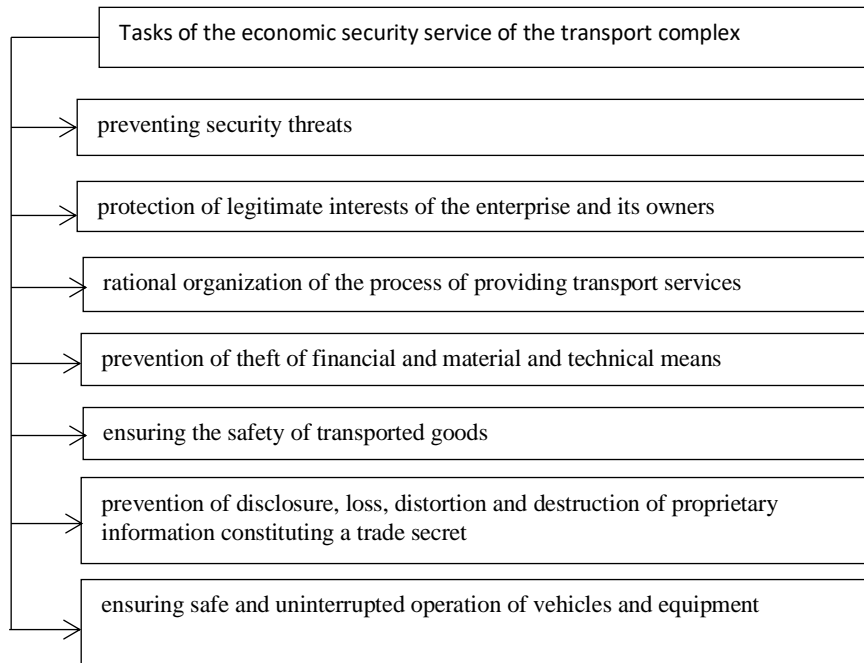 Tasks of the economic security service of the transport complex
preventing security threats
protection of legitimate interests of the enterprise and its owners
rational organization of the process of providing transport services
prevention of theft of financial and material and technical means
ensuring the safety of transported goods
prevention of disclosure, loss, distortion and destruction of proprietary
information constituting a trade secret
ensuring safe and uninterrupted operation of vehicles and equipment